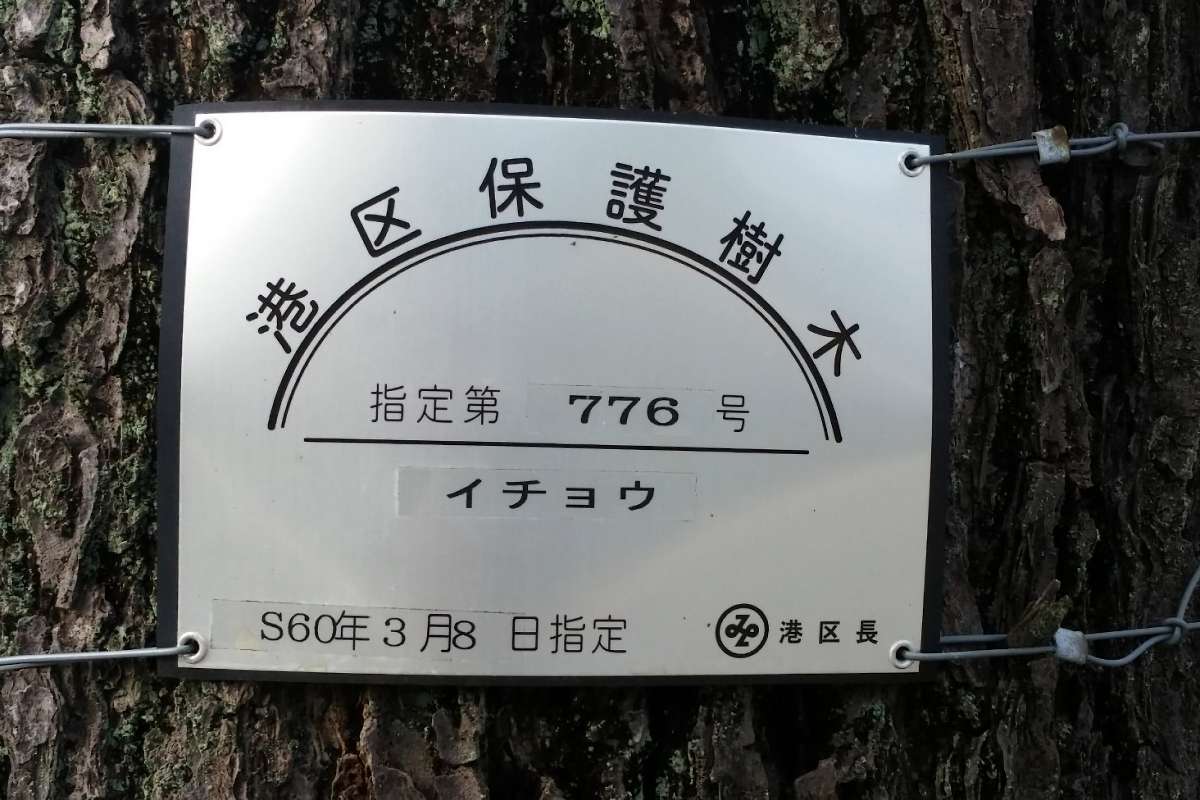 港区保護樹木
指定第 776 号
イチョウ
S60年3月8日指定
港区長